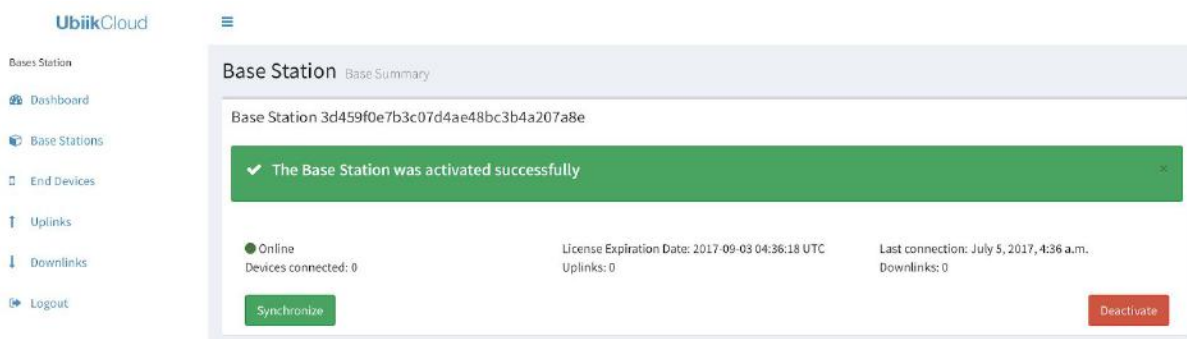 UbiikCloud
Bases Station
Dashboard
Base Stations
End Devices
Uplinks
Downlinks
Logout
Base Station Base Summary
Base Station 3d459f0e7b3c07d4ae48bc3b4a207a8e
The Base Station was activated successfully
×
Online
Devices connected: 0
License Expiration Date: 2017-09-03 04:36:18 UTC
Uplinks: 0
Last connection: July 5, 2017, 4:36 a.m.
Downlinks: 0
Synchronize
Deactivate